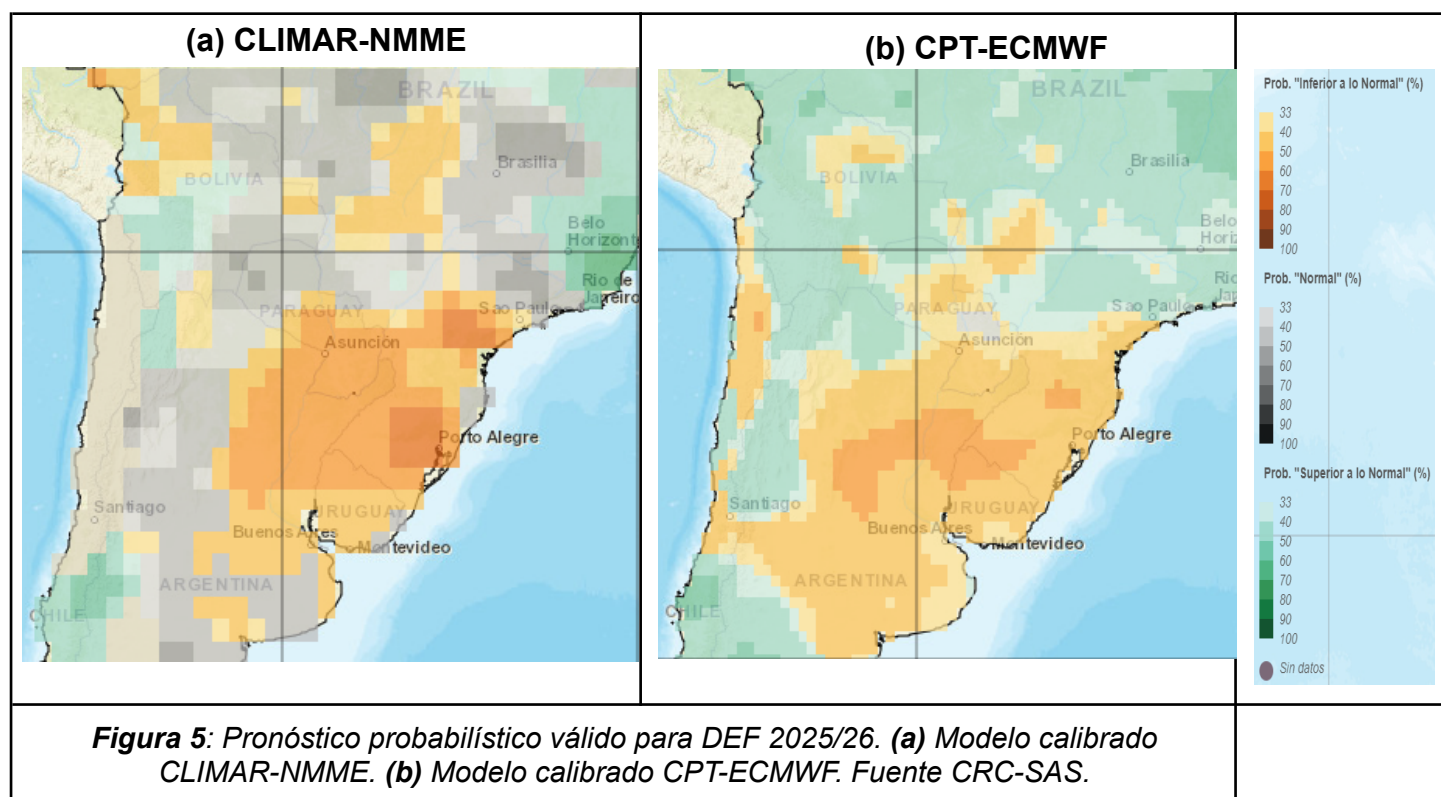 (a) CLIMAR-NMME
BRAZIL
Brasilia
BOLIVIA
Belo
Horizont
PARAGUAY
Rio de
Janeiro
Sao Paulo
Asunción
Porto Alegre
Santiago
URUGUAY
Buenos Aires
Montevideo
ARGENTINA
CHILE
(b) CPT-ECMWF
BRAZIL
Brasilia
BOLIVIA
Belo
Horiz
PARAGUAY
Rio
Sao Paulo
Asunción
Porto Alegre
Santiago
URUGUAY
Buenos Aires
Montevideo
ARGENTINA
CHILE
Prob. "Inferior a lo Normal" (%)
33
40
50
60
70
80
90
100
Prob. "Normal" (%)
33
40
50
60
70
80
90
100
Prob. "Superior a lo Normal" (%)
33
40
50
60
70
80
90
100
Sin datos
Figura 5: Pronóstico probabilístico válido para DEF 2025/26. (a) Modelo calibrado
CLIMAR-NMME. (b) Modelo calibrado CPT-ECMWF. Fuente CRC-SAS.